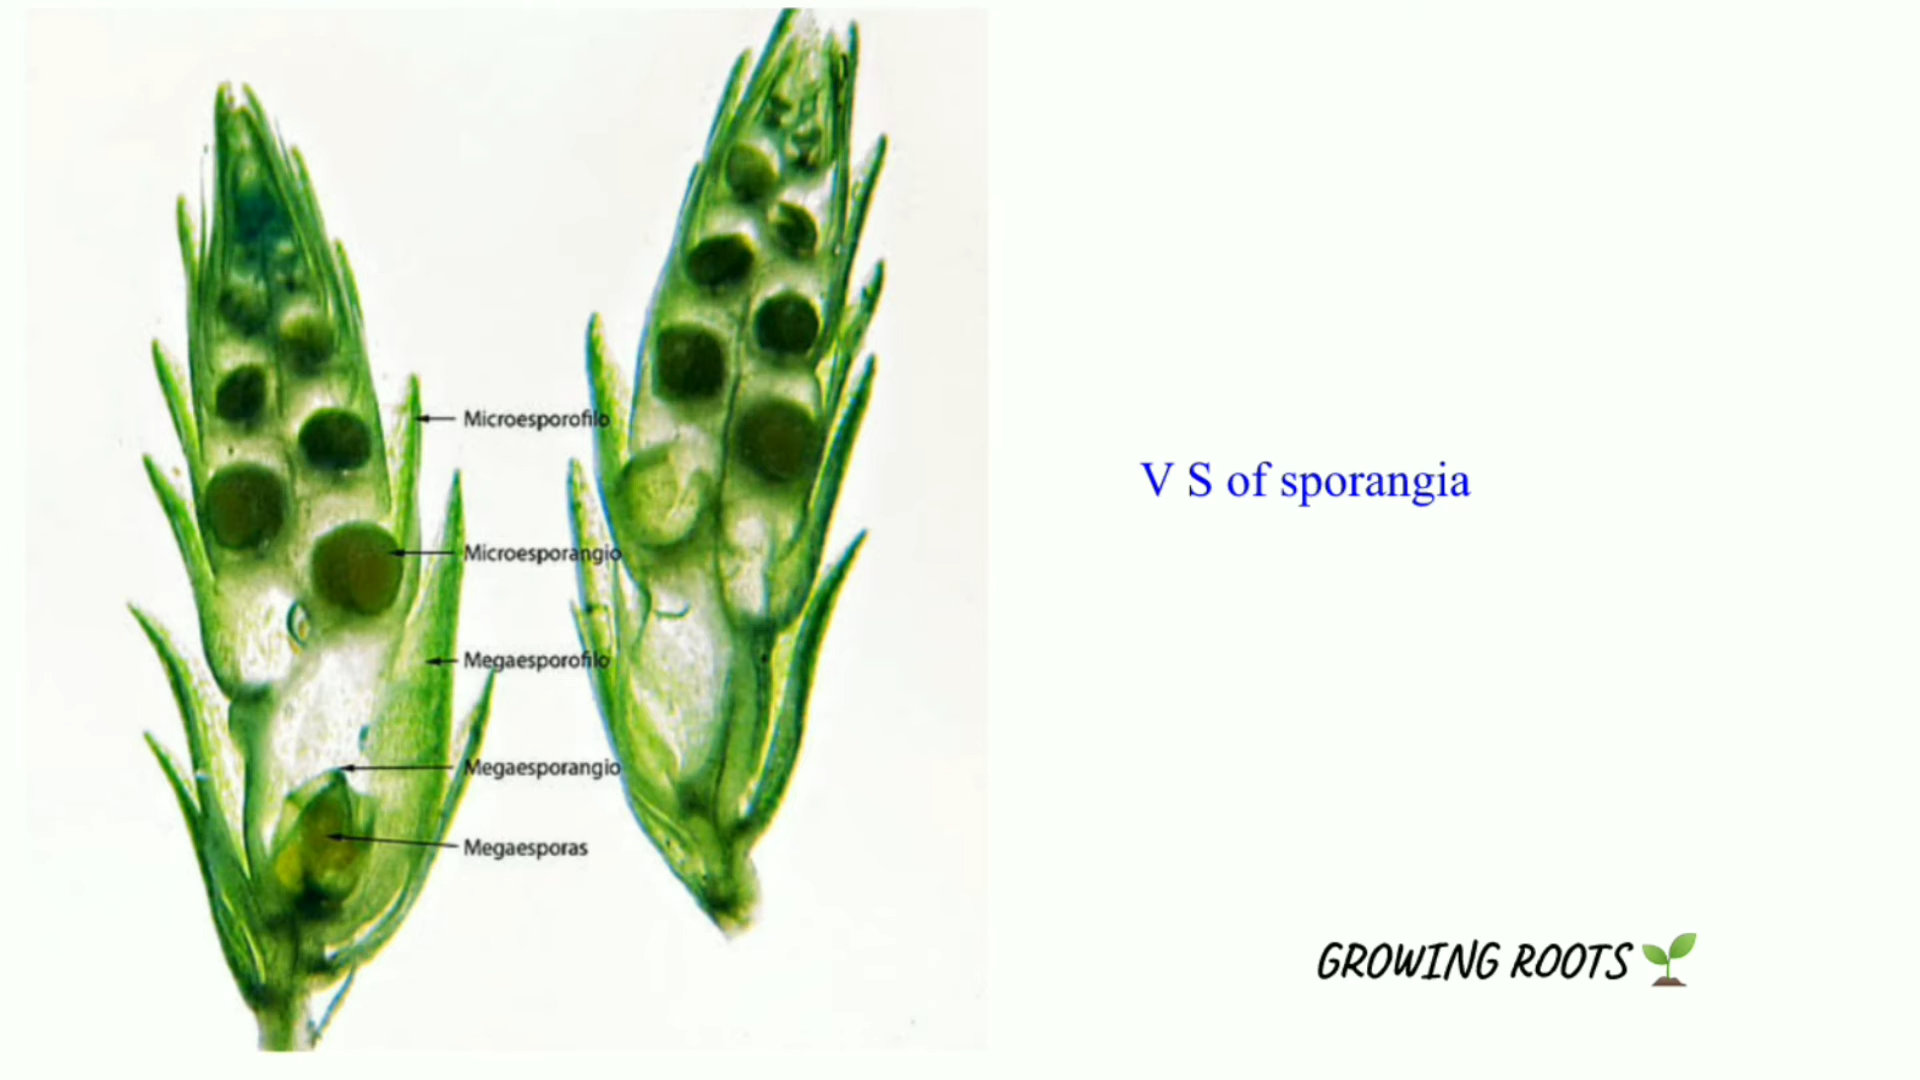 Microesporofilo
Microesporangio
Megaesporofilo
Megaesporangio
Megaesporas
V S of sporangia
GROWING ROOTS